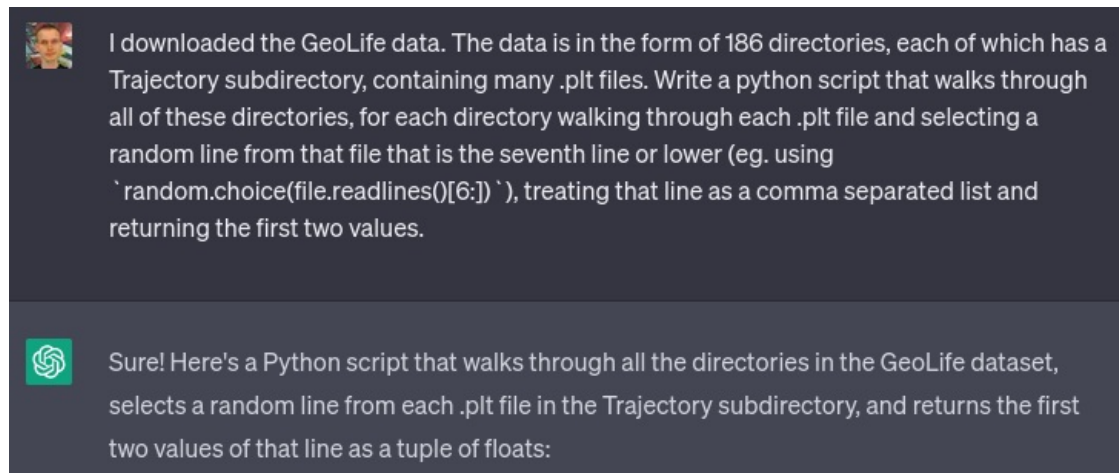 I downloaded the GeoLife data. The data is in the form of 186 directories, each of which has a
Trajectory subdirectory, containing many .plt files. Write a python script that walks through
all of these directories, for each directory walking through each .plt file and selecting a
random line from that file that is the seventh line or lower (eg. using
`random.choice(file.readlines()[6:])`), treating that line as a comma separated list and
returning the first two values.
Sure! Here's a Python script that walks through all the directories in the GeoLife dataset,
selects a random line from each .plt file in the Trajectory subdirectory, and returns the first
two values of that line as a tuple of floats: